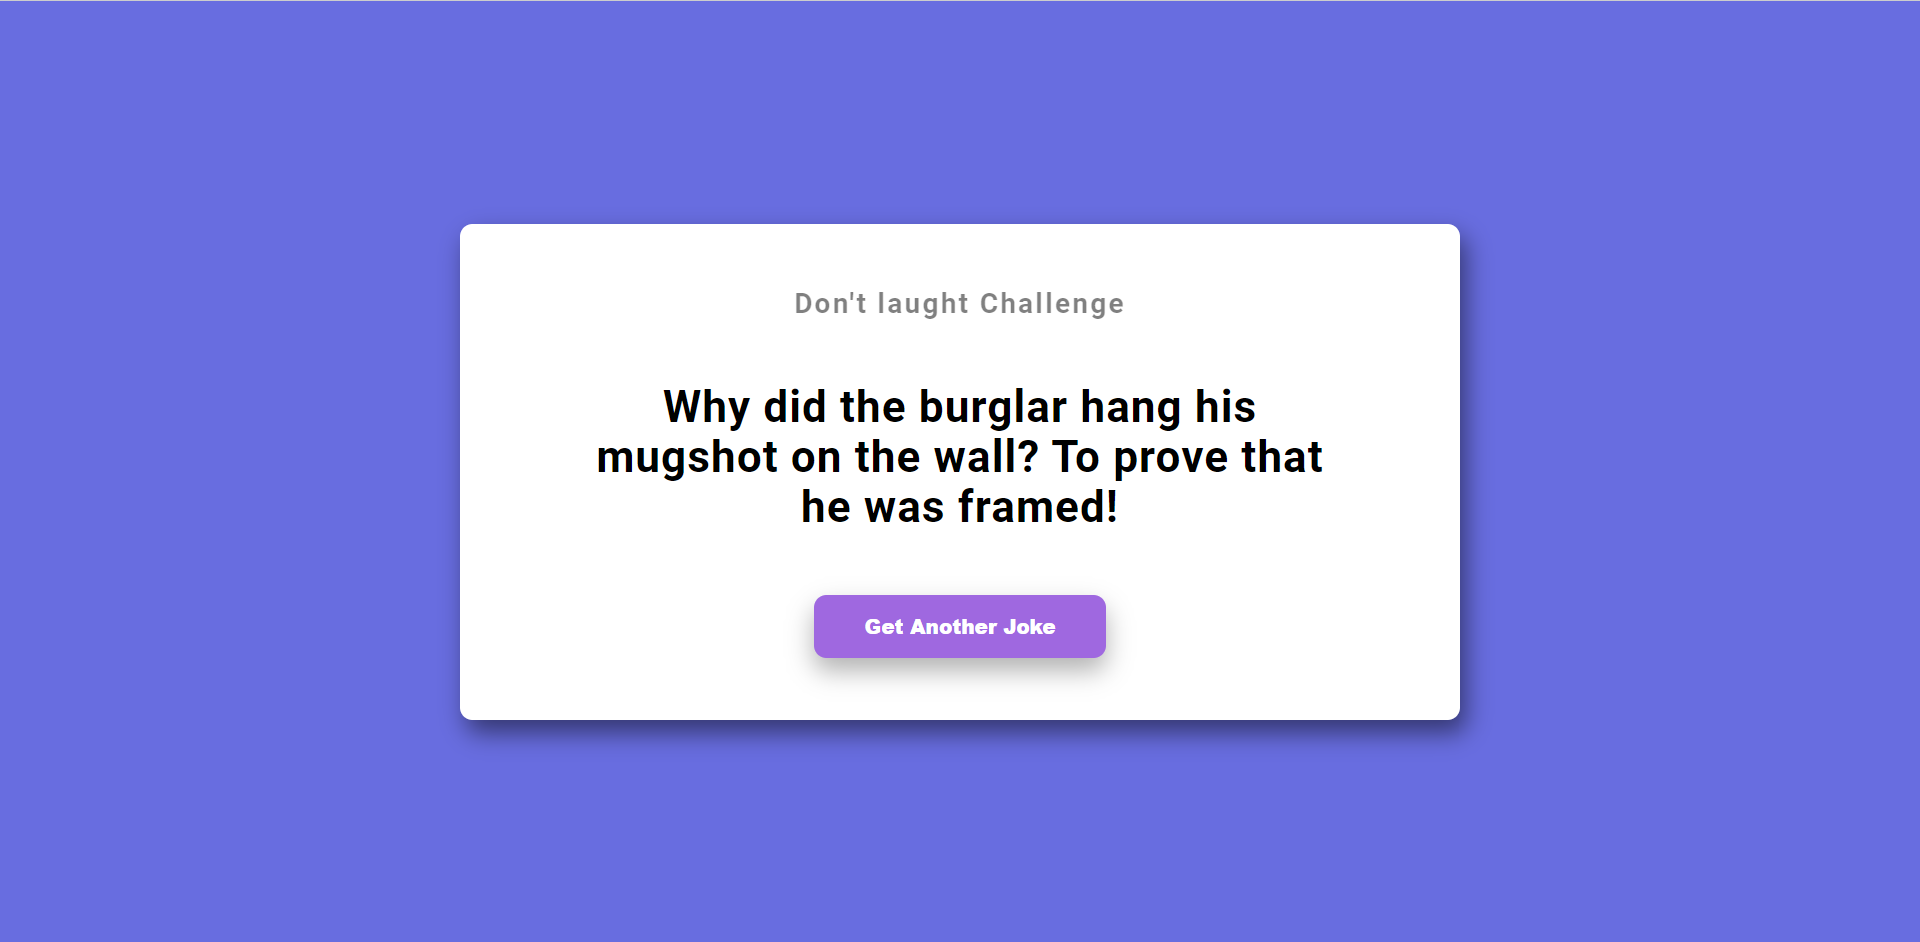 Don't laught Challenge
Why did the burglar hang his
mugshot on the wall? To prove that
he was framed!
Get Another Joke